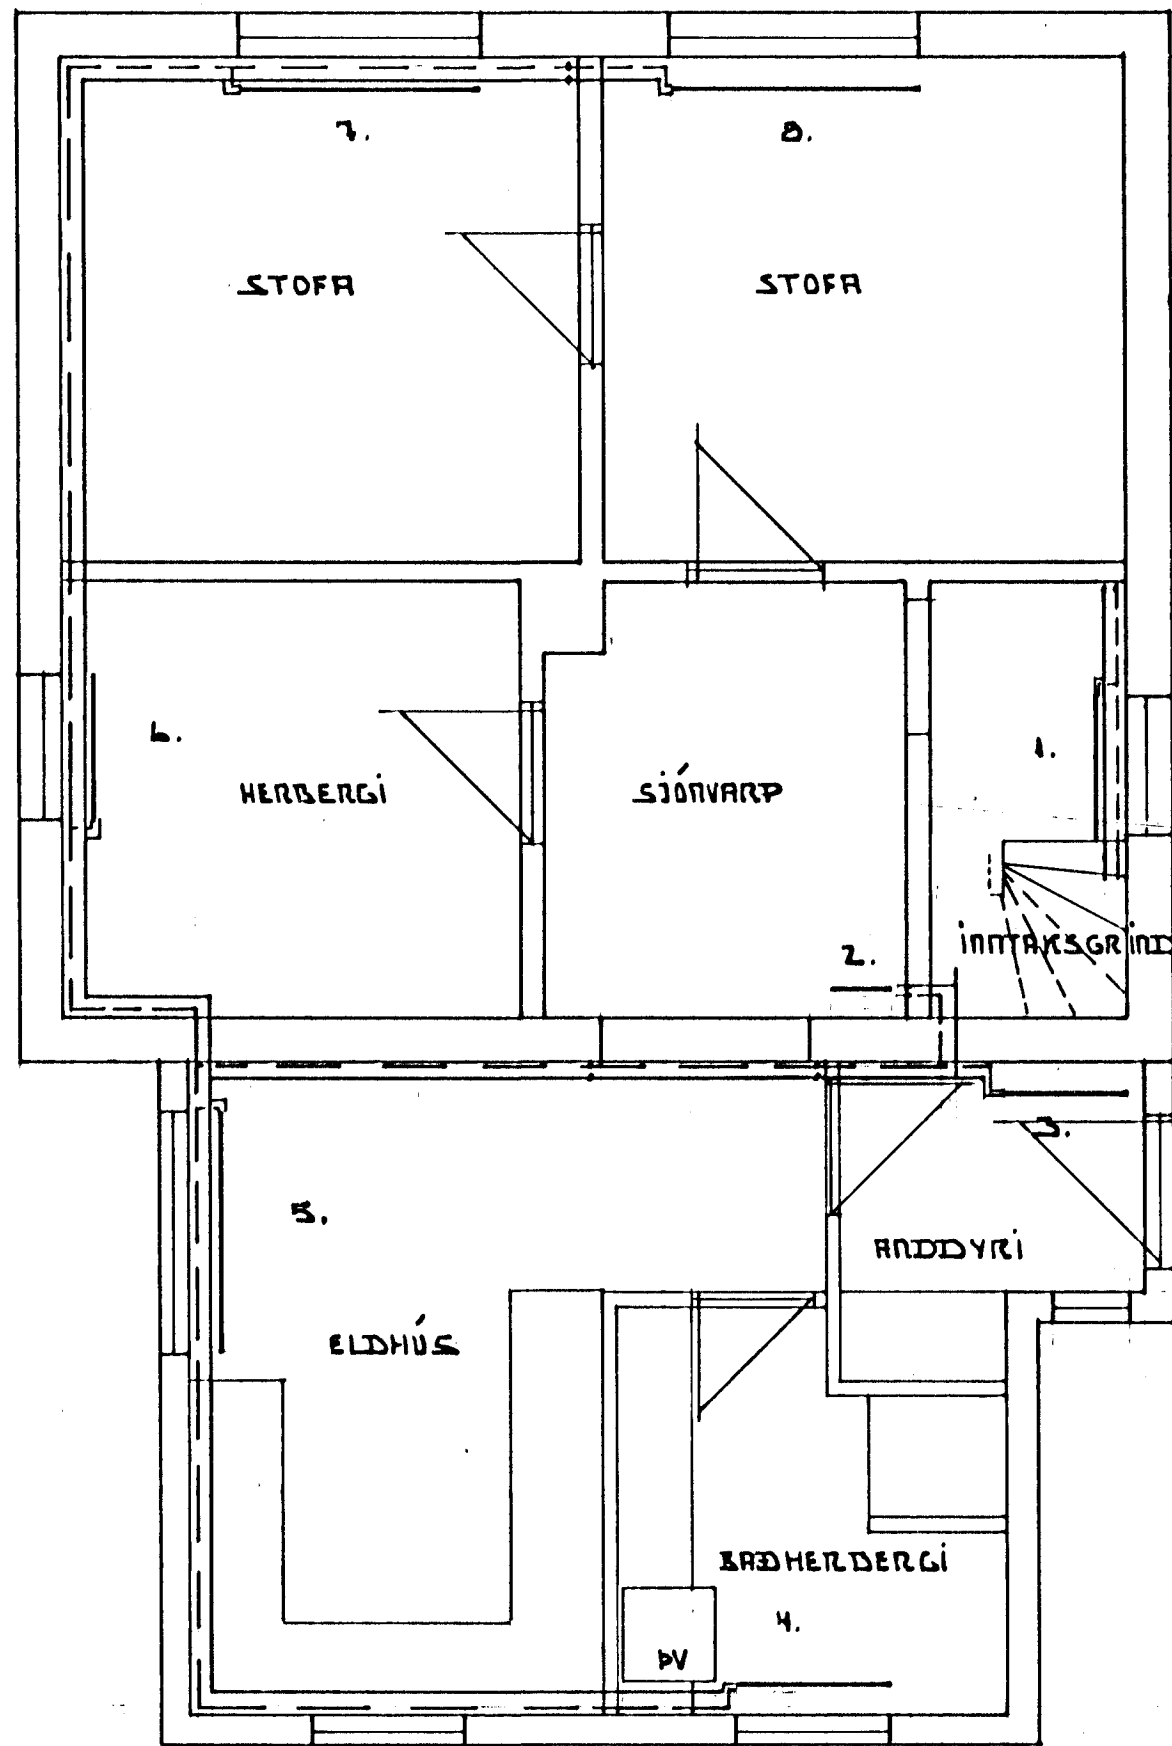 7.
8.
STOFA
STOFA
6.
1.
HERBERGI
SJÓNVARP
2.
INNTAKSGRIND
3.
5.
ANDDYRI
ELDHÚS
BAÐHERBERGI
4.
ÞV